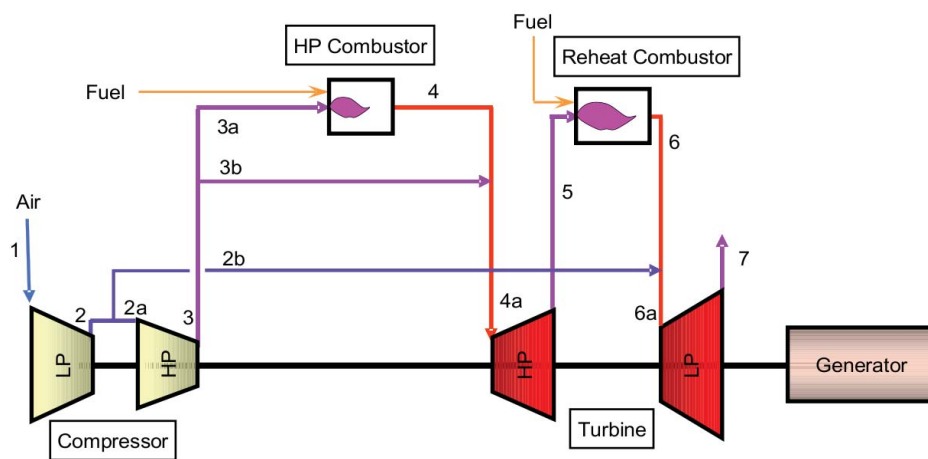 Fuel
HP Combustor
Fuel
Reheat Combustor
4
3a
6
3b
5
Air
1
2b
7
2
2a
3
4a
6a
LP
HP
HP
LP
Generator
Compressor
Turbine